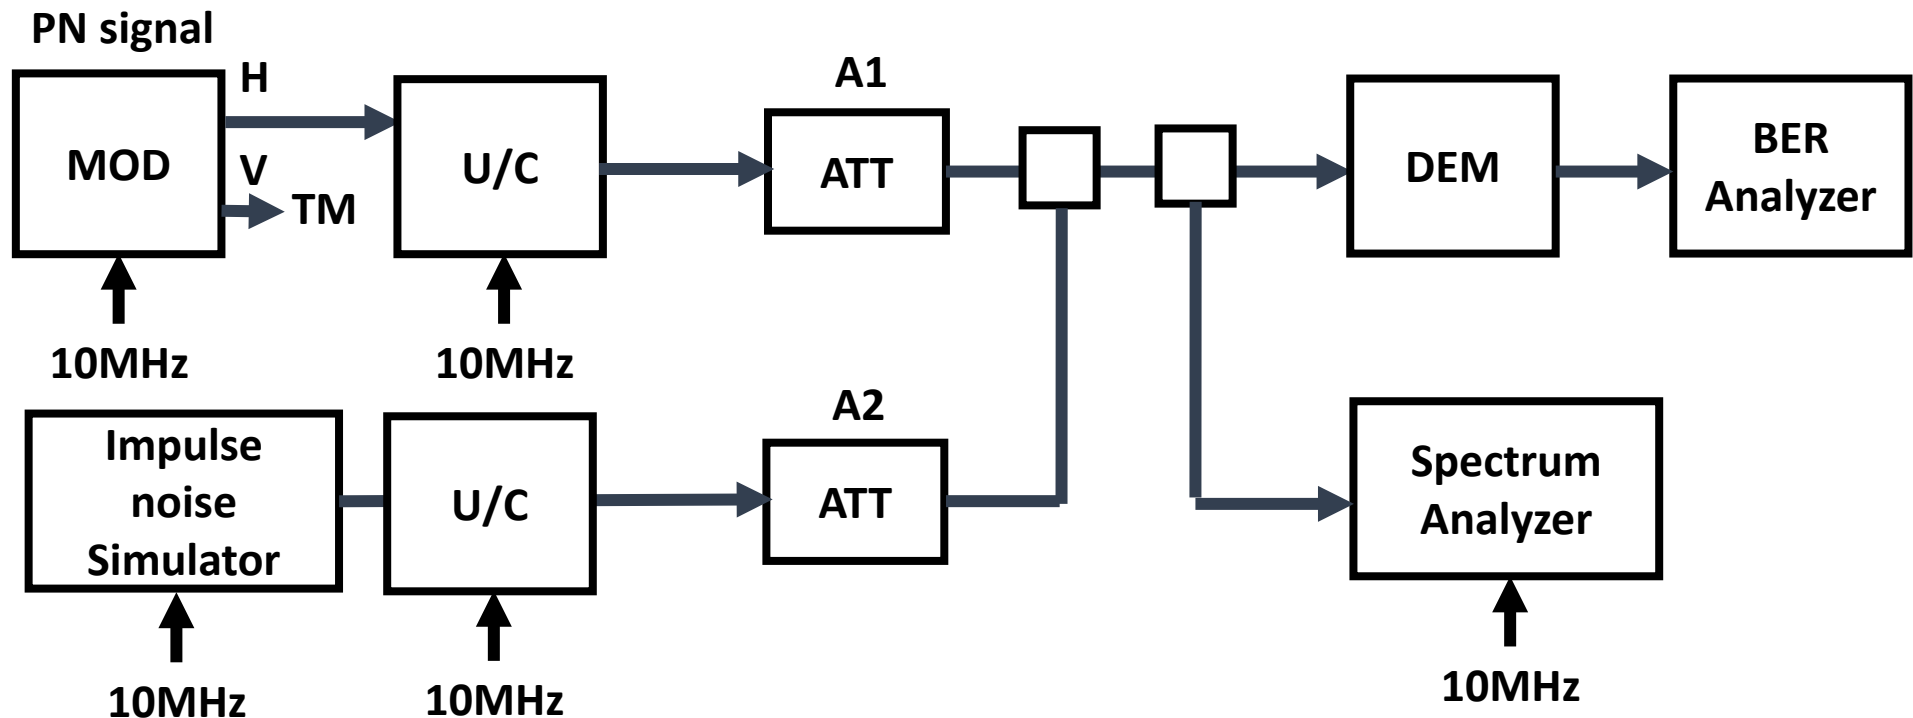 PN signal
MOD
H
V
TM
10MHz
U/C
10MHz
A1
ATT
DEM
BER
Analyzer
Impulse
noise
Simulator
10MHz
U/C
10MHz
A2
ATT
Spectrum
Analyzer
10MHz